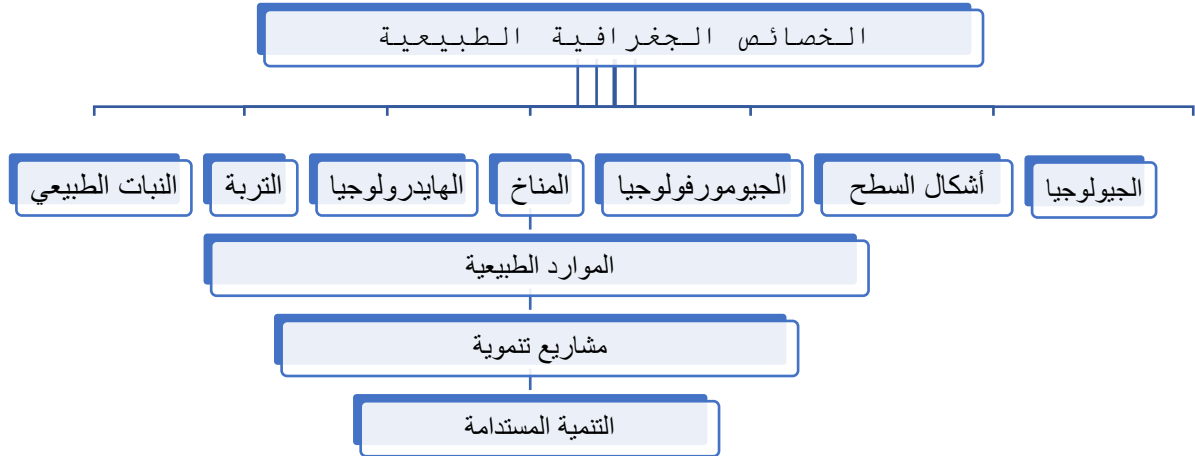 الخصائص الجغرافية الطبيعية
الجيولوجيا
أشكال السطح
الجيومورفولوجيا
المناخ
الهايدرولوجيا
التربة
النبات الطبيعي
الموارد الطبيعية
مشاريع تنموية
التنمية المستدامة